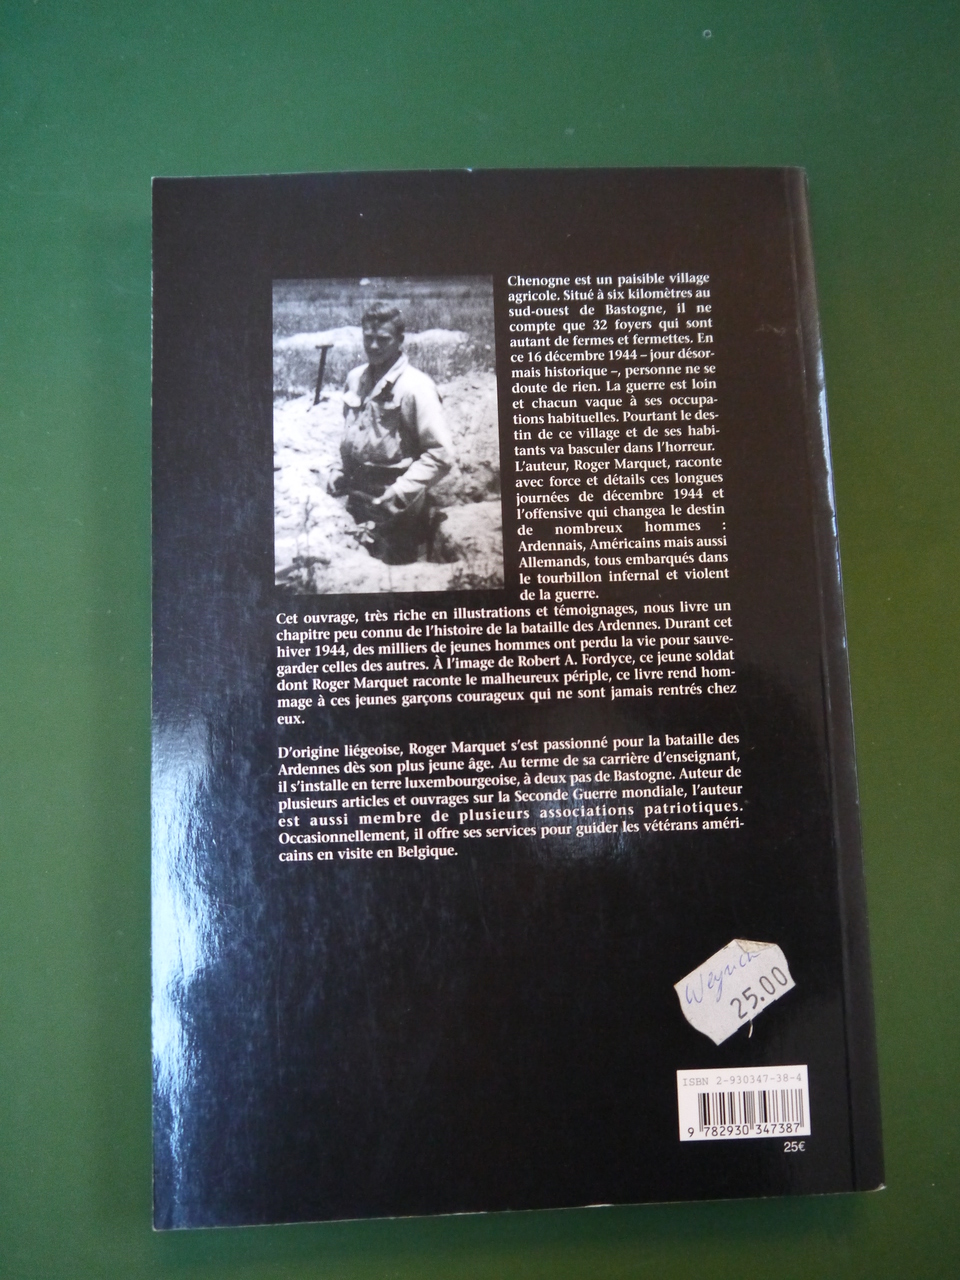 Chenogne est un paisible village
agricole. Situé à six kilomètres au
sud-ouest de Bastogne, il ne
compte que 32 foyers qui sont
autant de fermes et fermettes. En
ce 16 décembre 1944 – jour désor-
mais historique –, personne ne se
doute de rien. La guerre est loin
et chacun vaque à ses occupa-
tions habituelles. Pourtant le des-
tin de ce village et de ses habi-
tants va basculer dans l'horreur.
L'auteur, Roger Marquet, raconte
avec force et détails ces longues
journées de décembre 1944 et
l'offensive qui changea le destin
de nombreux hommes :
Ardennais, Américains mais aussi
Allemands, tous embarqués dans
le tourbillon infernal et violent
de la guerre.
Cet ouvrage, très riche en illustrations et témoignages, nous livre un
chapitre peu connu de l'histoire de la bataille des Ardennes. Durant cet
hiver 1944, des milliers de jeunes hommes ont perdu la vie pour sauve-
garder celles des autres. À l'image de Robert A. Fordyce, ce jeune soldat
dont Roger Marquet raconte le malheureux périple, ce livre rend hom-
mage à ces jeunes garçons courageux qui ne sont jamais rentrés chez
eux.
D'origine liégeoise, Roger Marquet s'est passionné pour la bataille des
Ardennes dès son plus jeune âge. Au terme de sa carrière d'enseignant,
il s'installe en terre luxembourgeoise, à deux pas de Bastogne. Auteur de
plusieurs articles et ouvrages sur la Seconde Guerre mondiale, l'auteur
est aussi membre de plusieurs associations patriotiques.
Occasionnellement, il offre ses services pour guider les vétérans améri-
cains en visite en Belgique.
Weyrich
25.00
ISBN 2-930347-38-4
9 782930 347387
25€